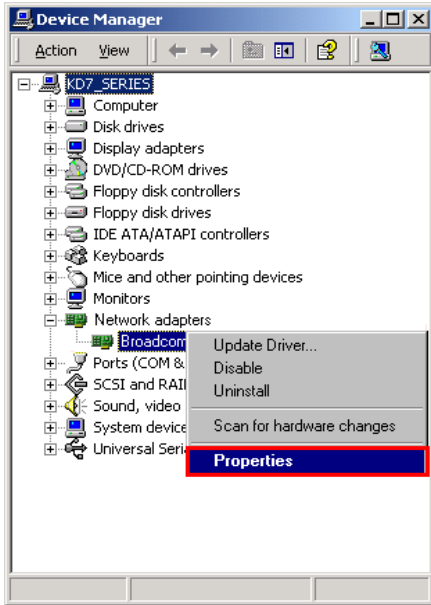 Device Manager
Action View
KD7_SERIES
Computer
Disk drives
Display adapters
DVD/CD-ROM drives
Floppy disk controllers
Floppy disk drives
IDE ATA/ATAPI controllers
Keyboards
Mice and other pointing devices
Monitors
Network adapters
Broadcom
Ports (COM &
SCSI and RAI
Sound, video
System device
Universal Seri
Update Driver...
Disable
Uninstall
Scan for hardware changes
Properties